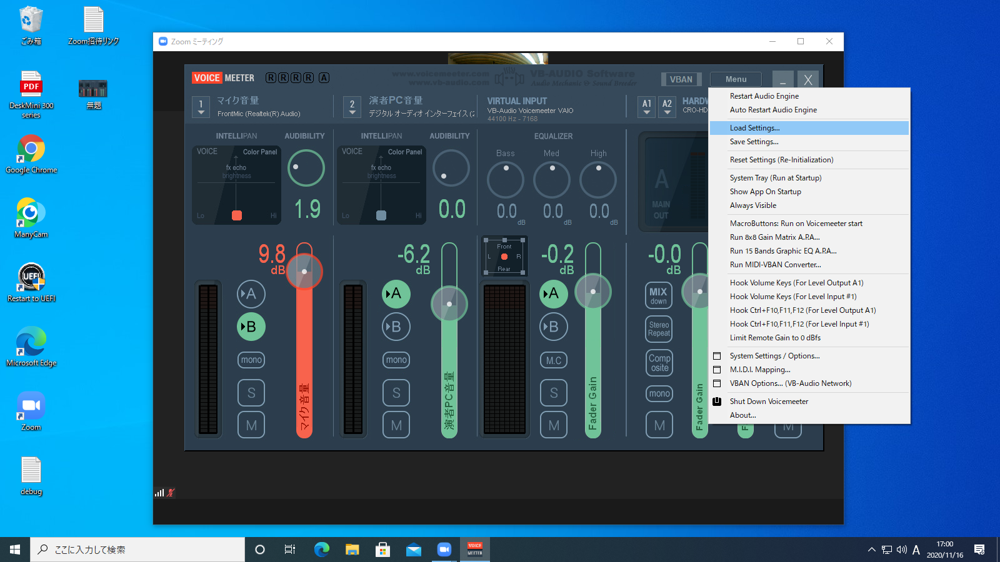 ごみ箱
Zoom招待リンク
DeskMini 300
series
無題
Google Chrome
ManyCam
Restart to UEFI
Microsoft Edge
Zoom
debug
Zoom ミーティング
VOICE MEETER
R R R R A
www.voicemeeter.com
www.vb-audio.com
VB-AUDIO Software
Audio Mechanic & Sound Breeder
VBAN
Menu
_
X
1
マイク音量
FrontMic (Realtek(R) Audio)
2
演者PC音量
デジタル オーディオ インターフェイス (2
VIRTUAL INPUT
VB-Audio Voicemeeter VAIO
44100 Hz - 7168
A1
A2
HARDW
CRO-HD
INTELLIPAN
AUDIBILITY
VOICE
Color Panel
fx echo
brightness
Lo
Hi
1.9
INTELLIPAN
AUDIBILITY
VOICE
Color Panel
fx echo
brightness
Lo
Hi
0.0
EQUALIZER
Bass
Med
High
0.0
dB
0.0
dB
0.0
dB
A
MAIN
OUT
9.8
dB
A
B
mono
S
M
マイク音量
-6.2
dB
A
B
mono
S
M
演者PC音量
Front
L
R
Rear
-0.2
dB
A
B
M.C
S
M
Fader Gain
-0.0
dB
MIX
down
Stereo
Repeat
Comp
osite
mono
M
Fader Gain
F
M
Restart Audio Engine
Auto Restart Audio Engine
Load Settings...
Save Settings...
Reset Settings (Re-Initialization)
System Tray (Run at Startup)
Show App On Startup
Always Visible
MacroButtons: Run on Voicemeeter start
Run 8x8 Gain Matrix A.P.A...
Run 15 Bands Graphic EQ A.P.A...
Run MIDI-VBAN Converter...
Hook Volume Keys (For Level Output A1)
Hook Volume Keys (For Level Input #1)
Hook Ctrl+F10,F11,F12 (For Level Output A1)
Hook Ctrl+F10,F11,F12 (For Level Input #1)
Limit Remote Gain to 0 dBfs
System Settings / Options...
M.I.D.I. Mapping...
VBAN Options... (VB-Audio Network)
Shut Down Voicemeeter
About...
ここに入力して検索
VOICE
MEETER
A
17:00
2020/11/16